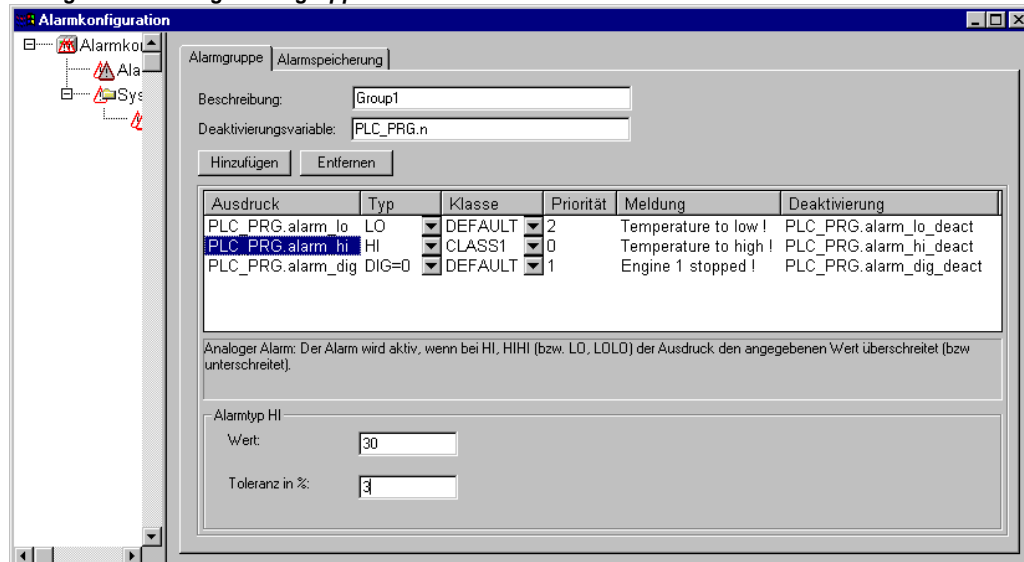 Alarmkonfiguration
Alarmko
Ala
Sys
Alarmgruppe Alarmspeicherung
Beschreibung: Group1
Deaktivierungsvariable: PLC_PRG.n
Hinzufügen Entfernen
Ausdruck Typ Klasse Priorität Meldung Deaktivierung
PLC_PRG.alarm_lo LO DEFAULT 2 Temperature to low ! PLC_PRG.alarm_lo_deact
PLC_PRG.alarm_hi HI CLASS1 0 Temperature to high ! PLC_PRG.alarm_hi_deact
PLC_PRG.alarm_dig DIG=0 DEFAULT 1 Engine 1 stopped ! PLC_PRG.alarm_dig_deact
Analoger Alarm: Der Alarm wird aktiv, wenn bei HI, HIHI (bzw. LO, LOLO) der Ausdruck den angegebenen Wert überschreitet (bzw
unterschreitet).
Alarmtyp HI
Wert: 30
Toleranz in %: 3